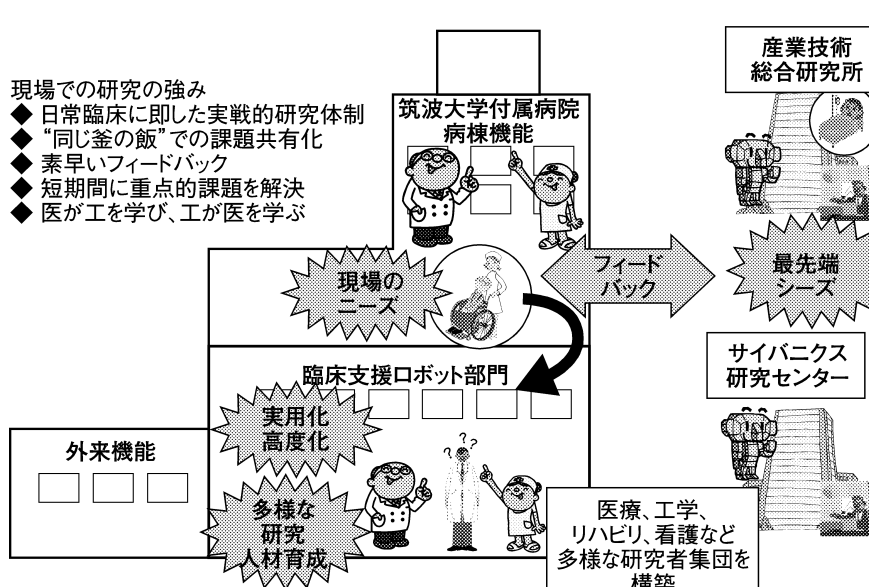 現場での研究の強み
◆ 日常臨床に即した実戦的研究体制
◆ “同じ釜の飯”での課題共有化
◆ 素早いフィードバック
◆ 短期間に重点的課題を解決
◆ 医が工を学び、工が医を学ぶ
筑波大学付属病院
病棟機能
産業技術
総合研究所
現場の
ニーズ
フィード
バック
最先端
シーズ
サイバニクス
研究センター
臨床支援ロボット部門
実用化
高度化
外来機能
???
多様な
研究
人材育成
医療、工学、
リハビリ、看護など
多様な研究者集団を
構築